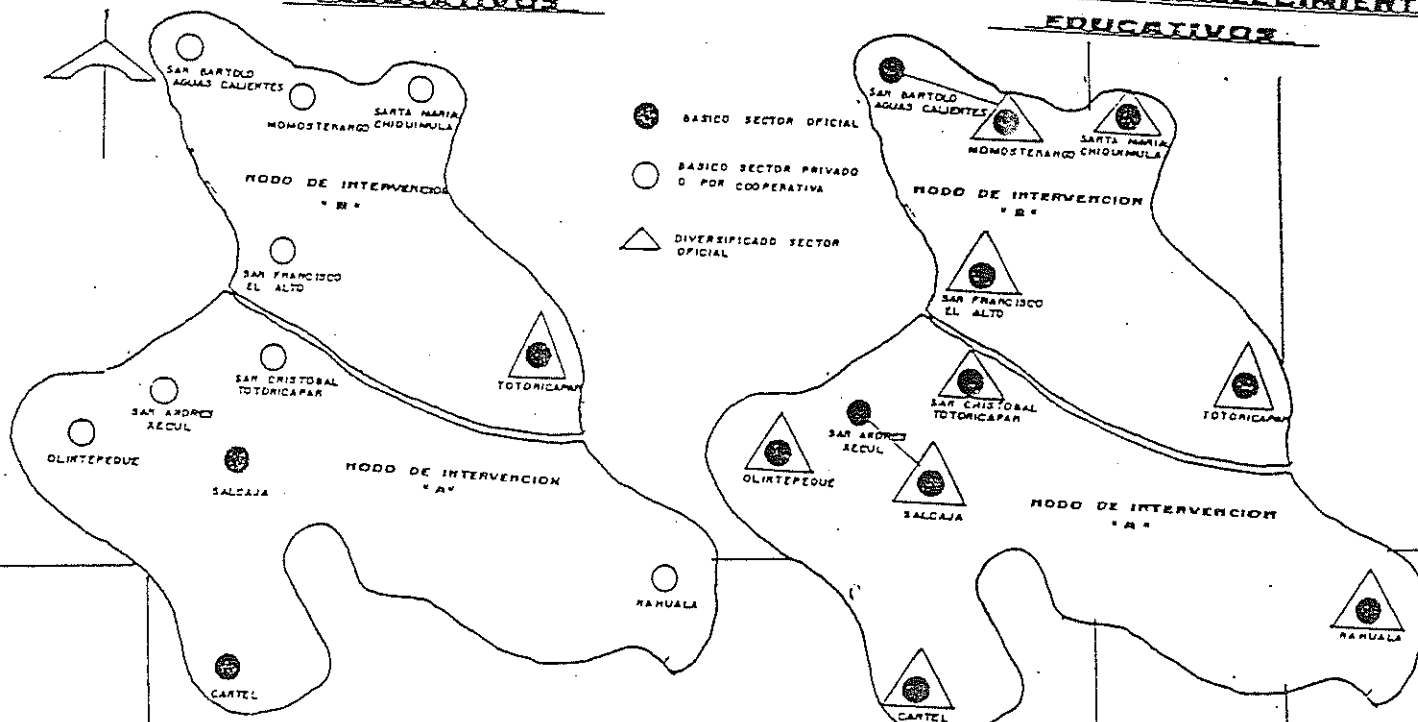 EDUCATIVOS
SAN BARTOLO
AGUAS CALIENTES
MOMOSTENANGO
SANTA MARIA
CHIQUIMULA
MODO DE INTERVENCION
"B"
SAN FRANCISCO
EL ALTO
TOTONICAPAN
SAN CRISTOBAL
TOTONICAPAN
SAN ANDRES
XECUL
OLINTEPEQUE
SALCAJA
MODO DE INTERVENCION
"A"
NAHUALA
CANTEL
BASICO SECTOR OFICIAL
BASICO SECTOR PRIVADO
O POR COOPERATIVA
DIVERSIFICADO SECTOR
OFICIAL
EDUCATIVOS
SAN BARTOLO
AGUAS CALIENTES
MOMOSTENANGO
SANTA MARIA
CHIQUIMULA
MODO DE INTERVENCION
"B"
SAN FRANCISCO
EL ALTO
TOTONICAPAN
SAN CRISTOBAL
TOTONICAPAN
SAN ANDRES
XECUL
OLINTEPEQUE
SALCAJA
MODO DE INTERVENCION
"A"
NAHUALA
CANTEL